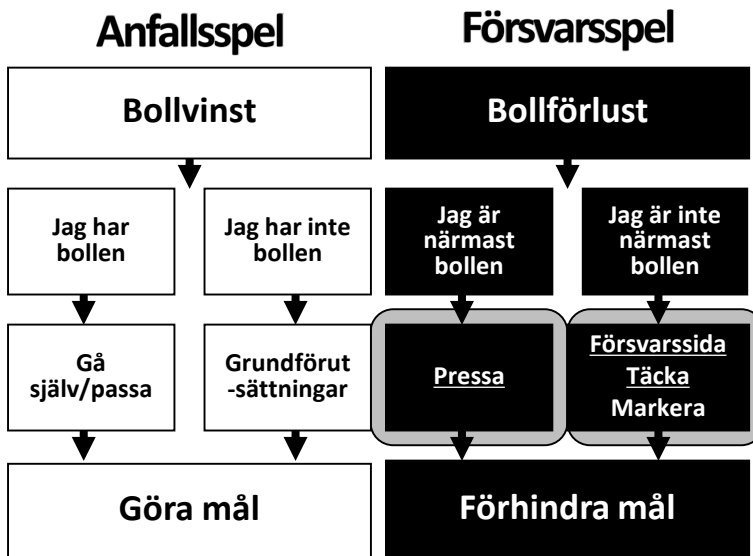 Anfallsspel
Försvarsspel
Bollvinst
Bollförlust
Jag har
bollen
Jag har inte
bollen
Jag är
närmast
bollen
Jag är inte
närmast
bollen
Gå
själv/passa
Grundförut
-sättningar
Pressa
Försvarssida
Täcka
Markera
Göra mål
Förhindra mål